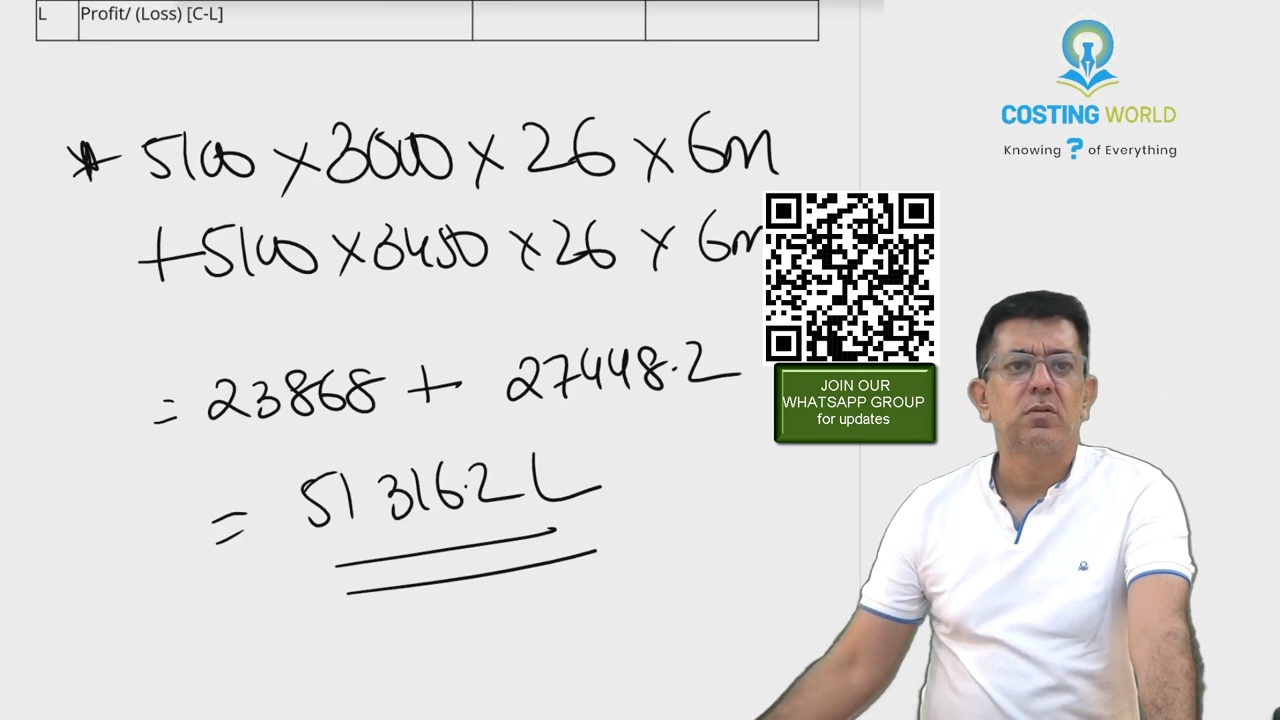 L Profit/ (Loss) [C-L]
* 5100 × 3000 × 26 × 6m
+ 5100 × 3450 × 26 × 6m
= 23868 + 27448.2
= 51316.2 L
COSTING WORLD
Knowing ? of Everything
JOIN OUR
WHATSAPP GROUP
for updates